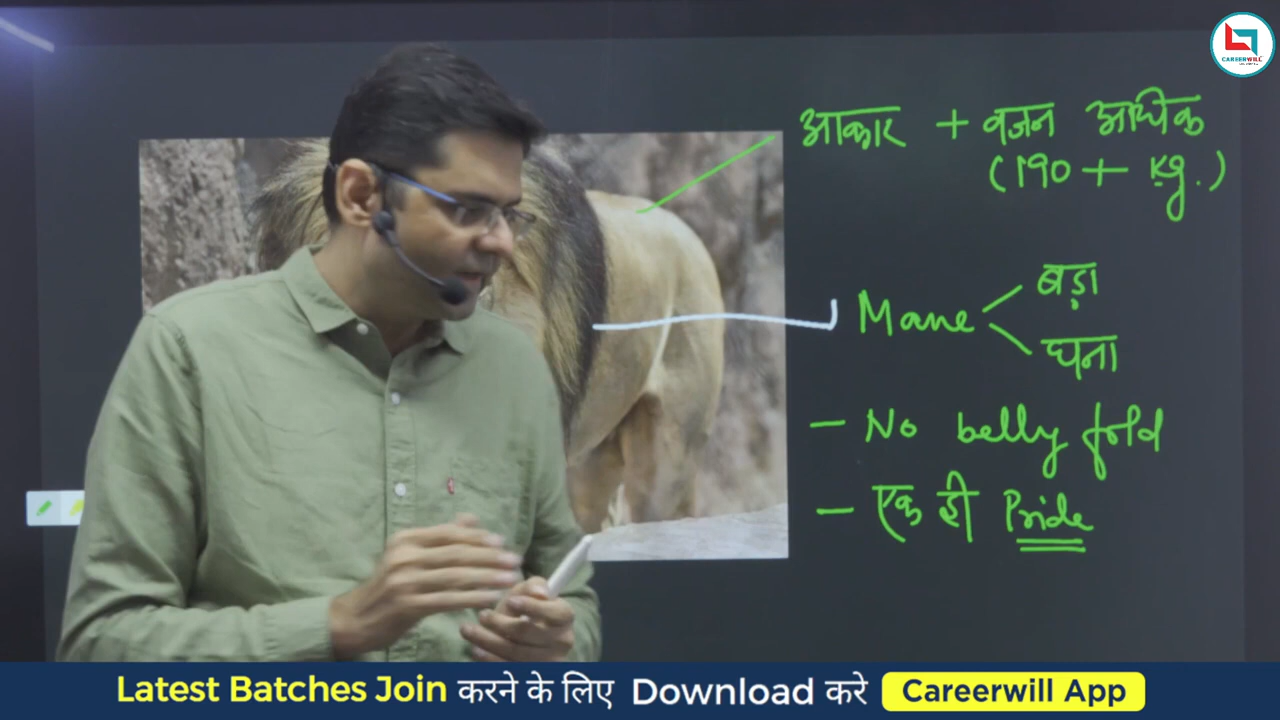 CAREERWILL
आकार + वजन अधिक
(190 + kg.)
Mane
बड़ा
घना
- No belly fold
- एक ही Pride
Latest Batches Join करने के लिए Download करे Careerwill App